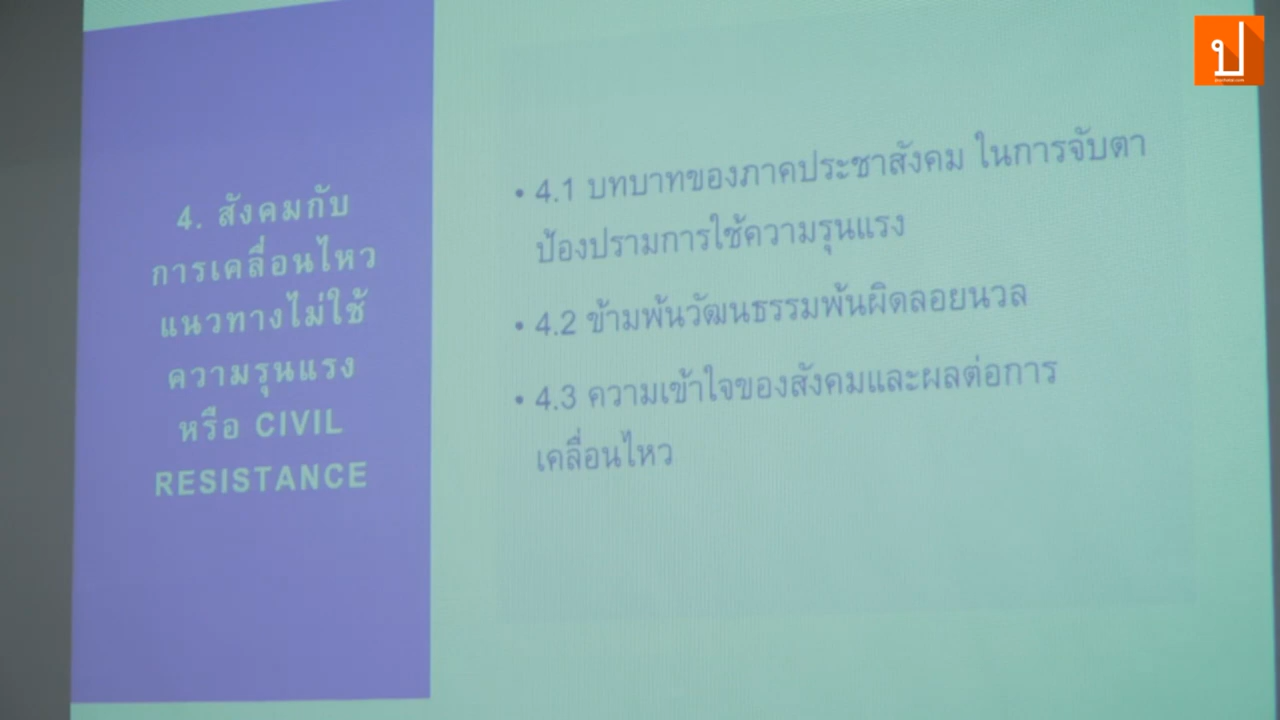 4. สังคมกับ
การเคลื่อนไหว
แนวทางไม่ใช้
ความรุนแรง
หรือ CIVIL
RESISTANCE
• 4.1 บทบาทของภาคประชาสังคม ในการจับตา
ป้องปรามการใช้ความรุนแรง
• 4.2 ข้ามพ้นวัฒนธรรมพ้นผิดลอยนวล
• 4.3 ความเข้าใจของสังคมและผลต่อการ
เคลื่อนไหว
ป